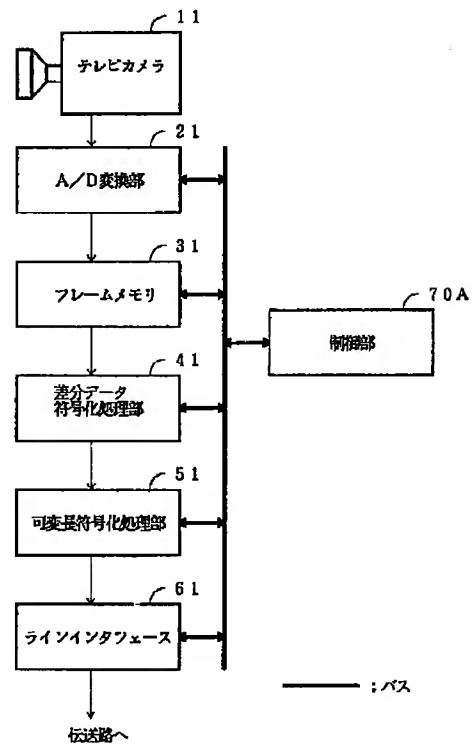 11
テレビカメラ
21
A/D変換部
31
フレームメモリ
70A
制御部
41
差分データ
符号化処理部
51
可変長符号化処理部
61
ラインインタフェース
;バス
伝送路へ